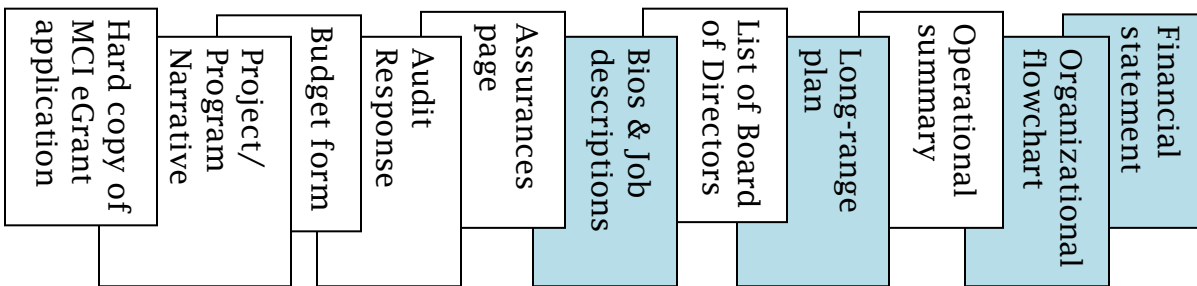 Hard copy of
MCI eGrant
application
Project/
Program
Narrative
Budget form
Audit
Response
Assurances
page
Bios & Job
descriptions
List of Board
of Directors
Long-range
plan
Operational
summary
Organizational
flowchart
Financial
statement